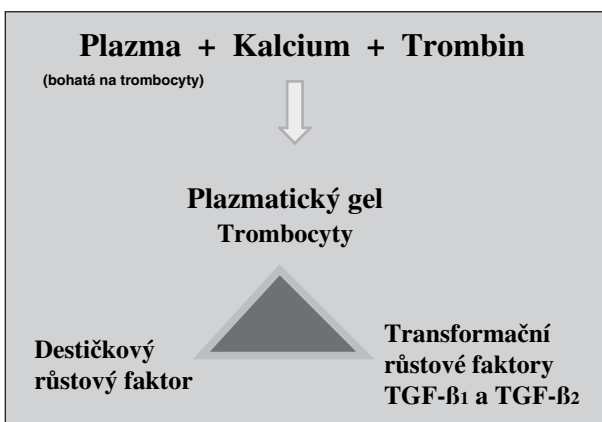 Plazma + Kalcium + Trombin
(bohatá na trombocyty)
Plazmatický gel
Trombocyty
Destičkový
růstový faktor
Transformační
růstové faktory
TGF-ß1 a TGF-ß2